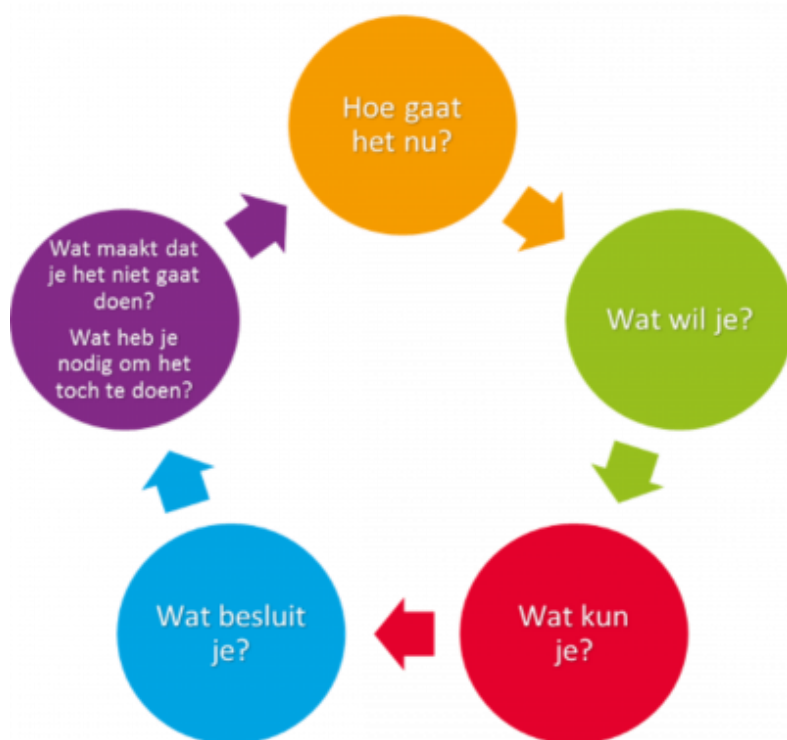 Hoe gaat
het nu?
Wat wil je?
Wat kun
je?
Wat besluit
je?
Wat maakt dat
je het niet gaat
doen?
Wat heb je
nodig om het
toch te doen?